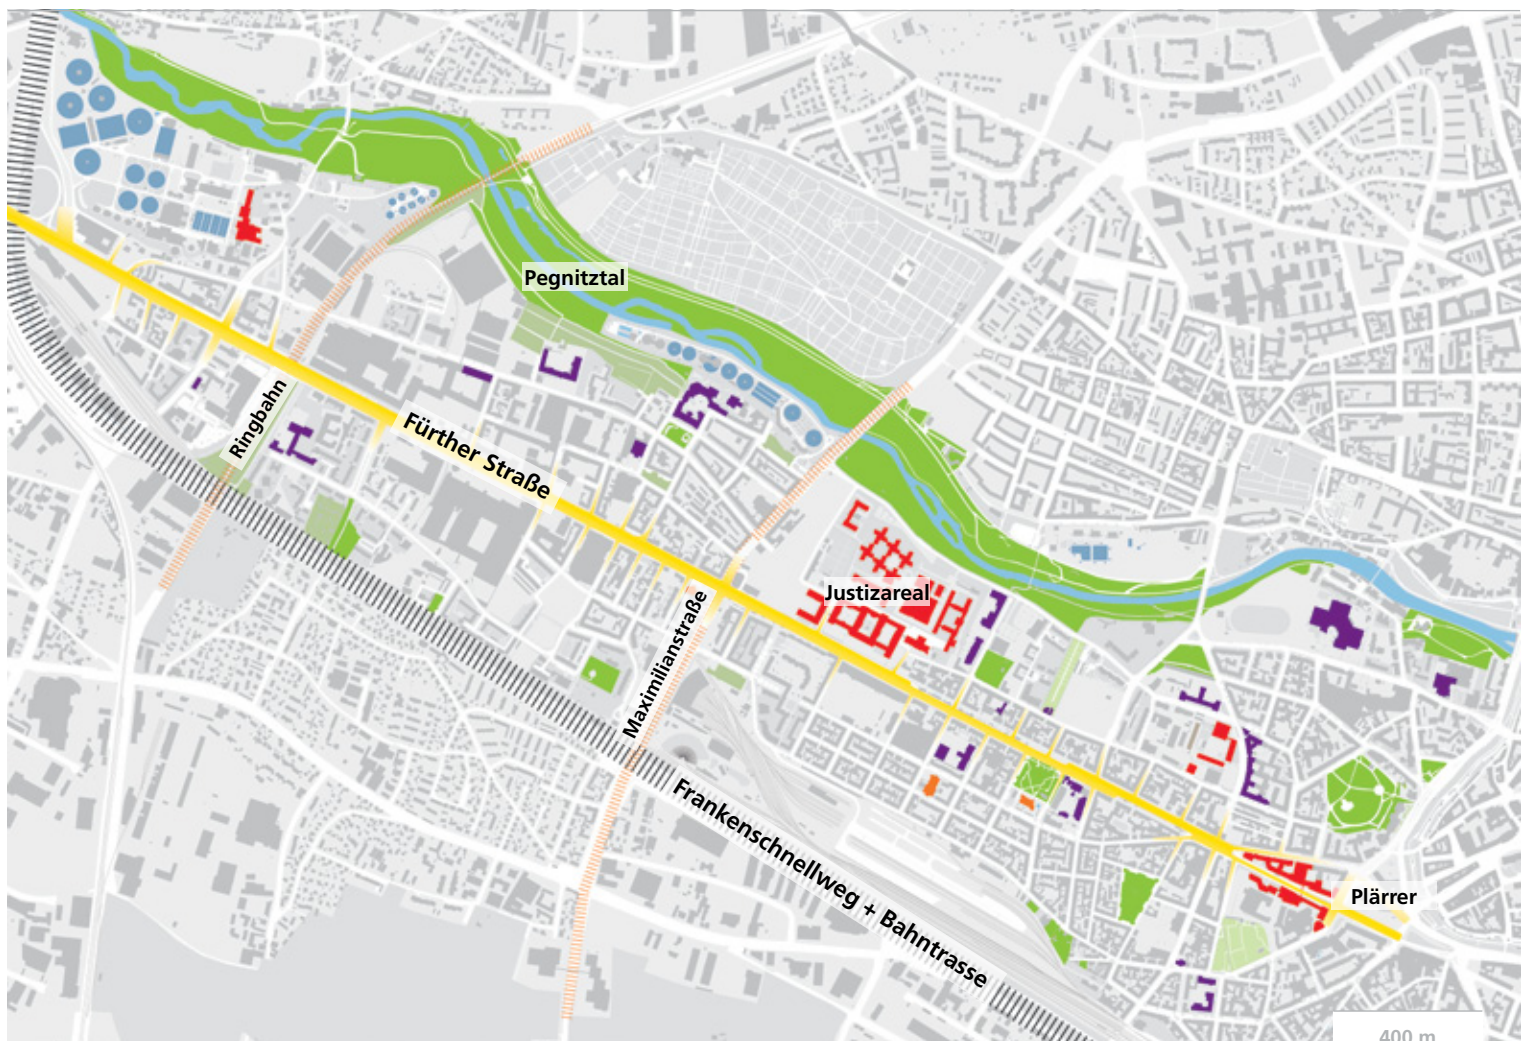 Pegnitztal
Ringbahn
Fürther Straße
Justizareal
Maximilianstraße
Frankenschnellweg + Bahntrasse
Plärrer
400 m